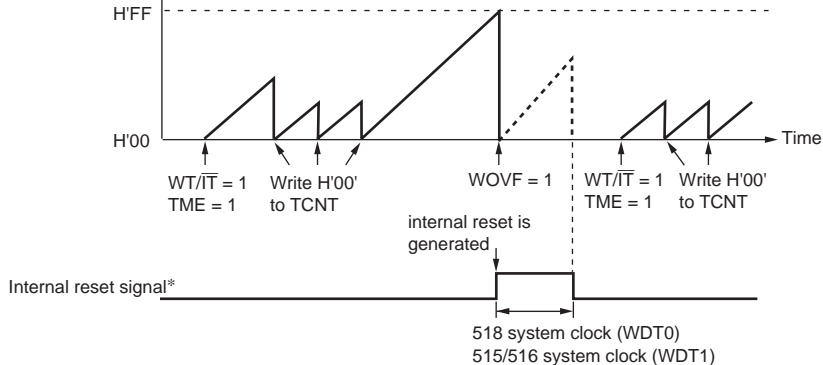 H'FF
H'00
Time
WT/IT = 1
TME = 1
Write H'00'
to TCNT
WOVF = 1
WT/IT = 1
TME = 1
Write H'00'
to TCNT
internal reset is
generated
Internal reset signal*
518 system clock (WDT0)
515/516 system clock (WDT1)